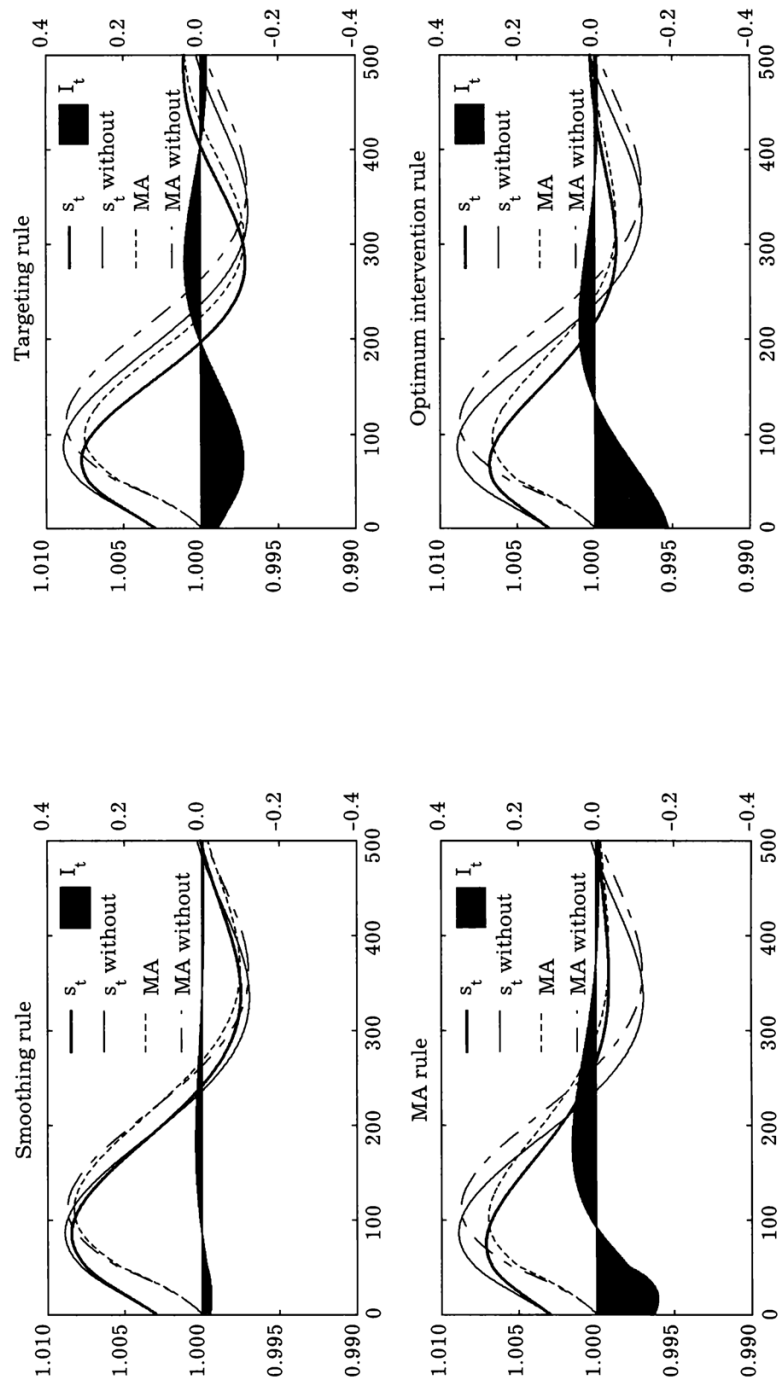 Smoothing rule
1.010
1.005
1.000
0.995
0.990
s_t
I_t
s_t without
MA
MA without
0.4
0.2
0.0
-0.2
-0.4
0 100 200 300 400 500
Targeting rule
1.010
1.005
1.000
0.995
0.990
s_t
I_t
s_t without
MA
MA without
0.4
0.2
0.0
-0.2
-0.4
0 100 200 300 400 500
MA rule
1.010
1.005
1.000
0.995
0.990
s_t
I_t
s_t without
MA
MA without
0.4
0.2
0.0
-0.2
-0.4
0 100 200 300 400 500
Optimum intervention rule
1.010
1.005
1.000
0.995
0.990
s_t
I_t
s_t without
MA
MA without
0.4
0.2
0.0
-0.2
-0.4
0 100 200 300 400 500